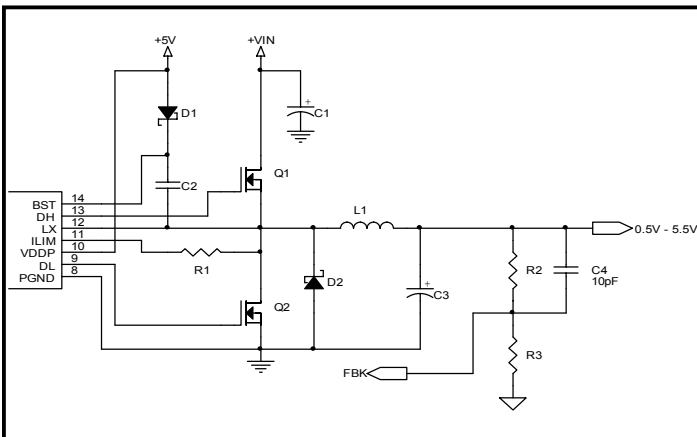 +5V
+VIN
D1
+
C1
C2
Q1
BST 14
DH 13
LX 12
ILIM 11
VDDP 10
DL 9
PGND 8
L1
0.5V - 5.5V
R1
D2
+
C3
R2
C4
10pF
Q2
R3
FBK